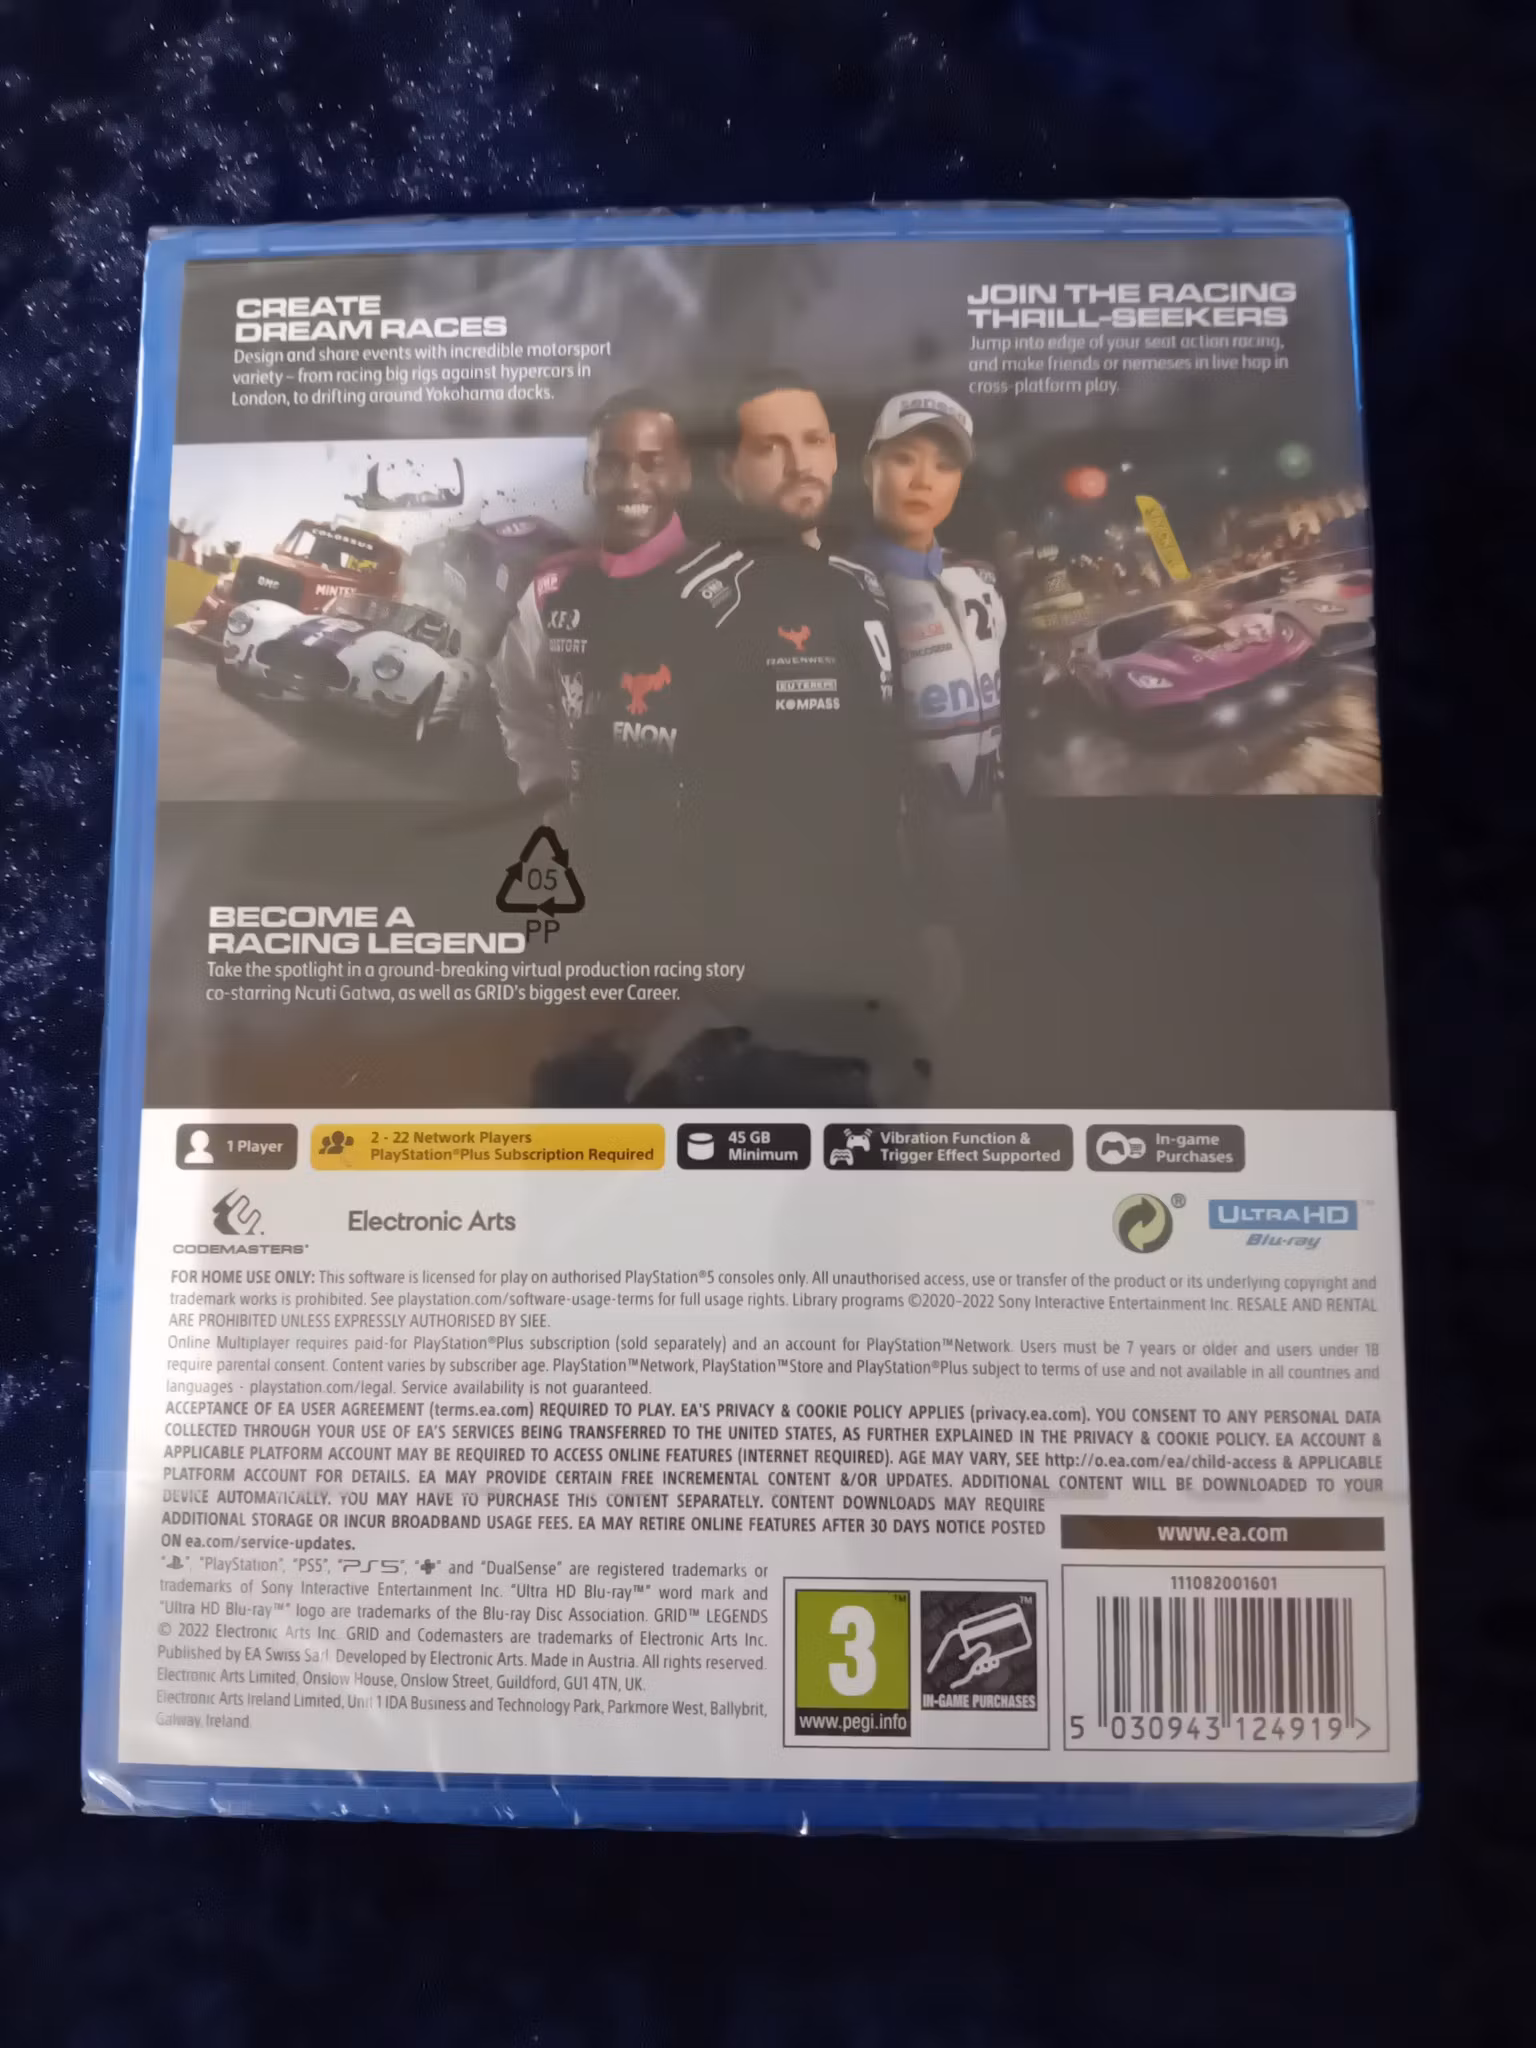 CREATE
DREAM RACES
Design and share events with incredible motorsport
variety – from racing big rigs against hypercars in
London, to drifting around Yokohama docks.
JOIN THE RACING
THRILL-SEEKERS
Jump into edge of your seat action racing,
and make friends or nemeses in live hop in
cross-platform play.
COLOSSUS
OMC
MINTEX
OMP
FNON
RAVENWEST
EUTERPE
KOMPASS
seneca
BECOME A
RACING LEGEND
05
PP
Take the spotlight in a ground-breaking virtual production racing story
co-starring Ncuti Gatwa, as well as GRID's biggest ever Career.
1 Player
2 - 22 Network Players
PlayStation®Plus Subscription Required
45 GB
Minimum
Vibration Function &
Trigger Effect Supported
In-game
Purchases
CODEMASTERS®
Electronic Arts
®
ULTRA HD™
Blu-ray
FOR HOME USE ONLY: This software is licensed for play on authorised PlayStation®5 consoles only. All unauthorised access, use or transfer of the product or its underlying copyright and
trademark works is prohibited. See playstation.com/software-usage-terms for full usage rights. Library programs ©2020-2022 Sony Interactive Entertainment Inc. RESALE AND RENTAL
ARE PROHIBITED UNLESS EXPRESSLY AUTHORISED BY SIEE.
Online Multiplayer requires paid-for PlayStation®Plus subscription (sold separately) and an account for PlayStation™Network. Users must be 7 years or older and users under 18
require parental consent. Content varies by subscriber age. PlayStation™Network, PlayStation™Store and PlayStation®Plus subject to terms of use and not available in all countries and
languages - playstation.com/legal. Service availability is not guaranteed.
ACCEPTANCE OF EA USER AGREEMENT (terms.ea.com) REQUIRED TO PLAY. EA'S PRIVACY & COOKIE POLICY APPLIES (privacy.ea.com). YOU CONSENT TO ANY PERSONAL DATA
COLLECTED THROUGH YOUR USE OF EA'S SERVICES BEING TRANSFERRED TO THE UNITED STATES, AS FURTHER EXPLAINED IN THE PRIVACY & COOKIE POLICY. EA ACCOUNT &
APPLICABLE PLATFORM ACCOUNT MAY BE REQUIRED TO ACCESS ONLINE FEATURES (INTERNET REQUIRED). AGE MAY VARY, SEE http://o.ea.com/ea/child-access & APPLICABLE
PLATFORM ACCOUNT FOR DETAILS. EA MAY PROVIDE CERTAIN FREE INCREMENTAL CONTENT &/OR UPDATES. ADDITIONAL CONTENT WILL BE DOWNLOADED TO YOUR
DEVICE AUTOMATICALLY. YOU MAY HAVE TO PURCHASE THIS CONTENT SEPARATELY. CONTENT DOWNLOADS MAY REQUIRE
ADDITIONAL STORAGE OR INCUR BROADBAND USAGE FEES. EA MAY RETIRE ONLINE FEATURES AFTER 30 DAYS NOTICE POSTED
ON ea.com/service-updates.
www.ea.com
"PlayStation", "PS5", "PS5", and "DualSense" are registered trademarks or
trademarks of Sony Interactive Entertainment Inc. "Ultra HD Blu-ray™" word mark and
"Ultra HD Blu-ray™" logo are trademarks of the Blu-ray Disc Association. GRID™ LEGENDS
© 2022 Electronic Arts Inc. GRID and Codemasters are trademarks of Electronic Arts Inc.
Published by EA Swiss Sarl. Developed by Electronic Arts. Made in Austria. All rights reserved.
Electronic Arts Limited, Onslow House, Onslow Street, Guildford, GU1 4TN, UK.
Electronic Arts Ireland Limited, Unit 1 IDA Business and Technology Park, Parkmore West, Ballybrit,
Galway, Ireland.
3™
www.pegi.info
™
IN-GAME PURCHASES
111082001601
5 030943 124919 >